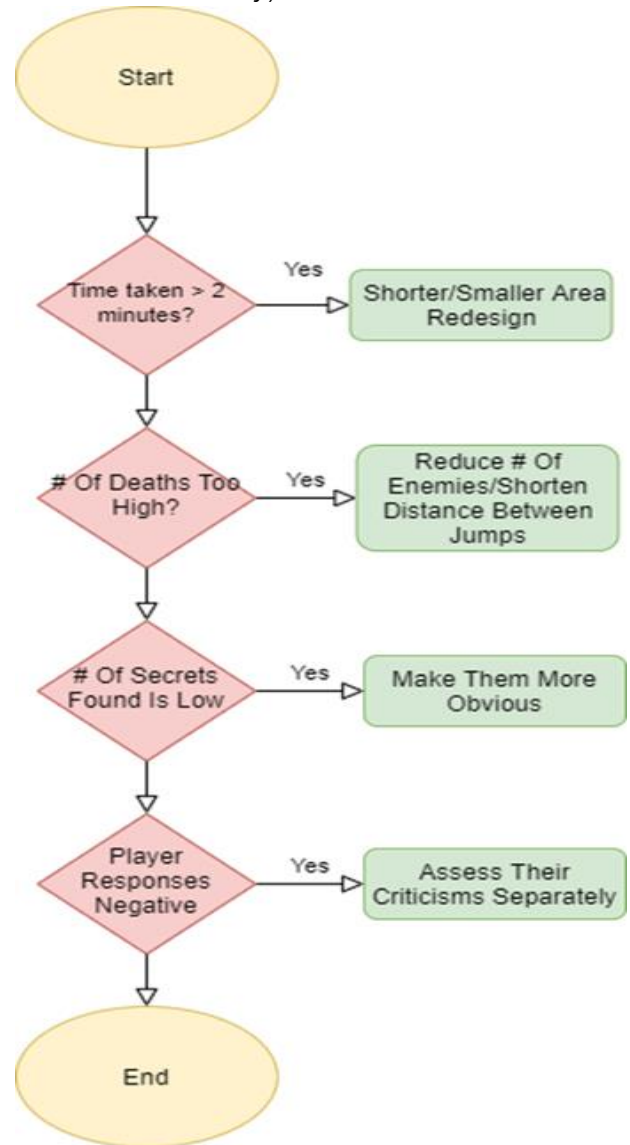 Start
Time taken > 2
minutes?
Yes
Shorter/Smaller Area
Redesign
# Of Deaths Too
High?
Yes
Reduce # Of
Enemies/Shorten
Distance Between
Jumps
# Of Secrets
Found Is Low
Yes
Make Them More
Obvious
Player
Responses
Negative
Yes
Assess Their
Criticisms Separately
End